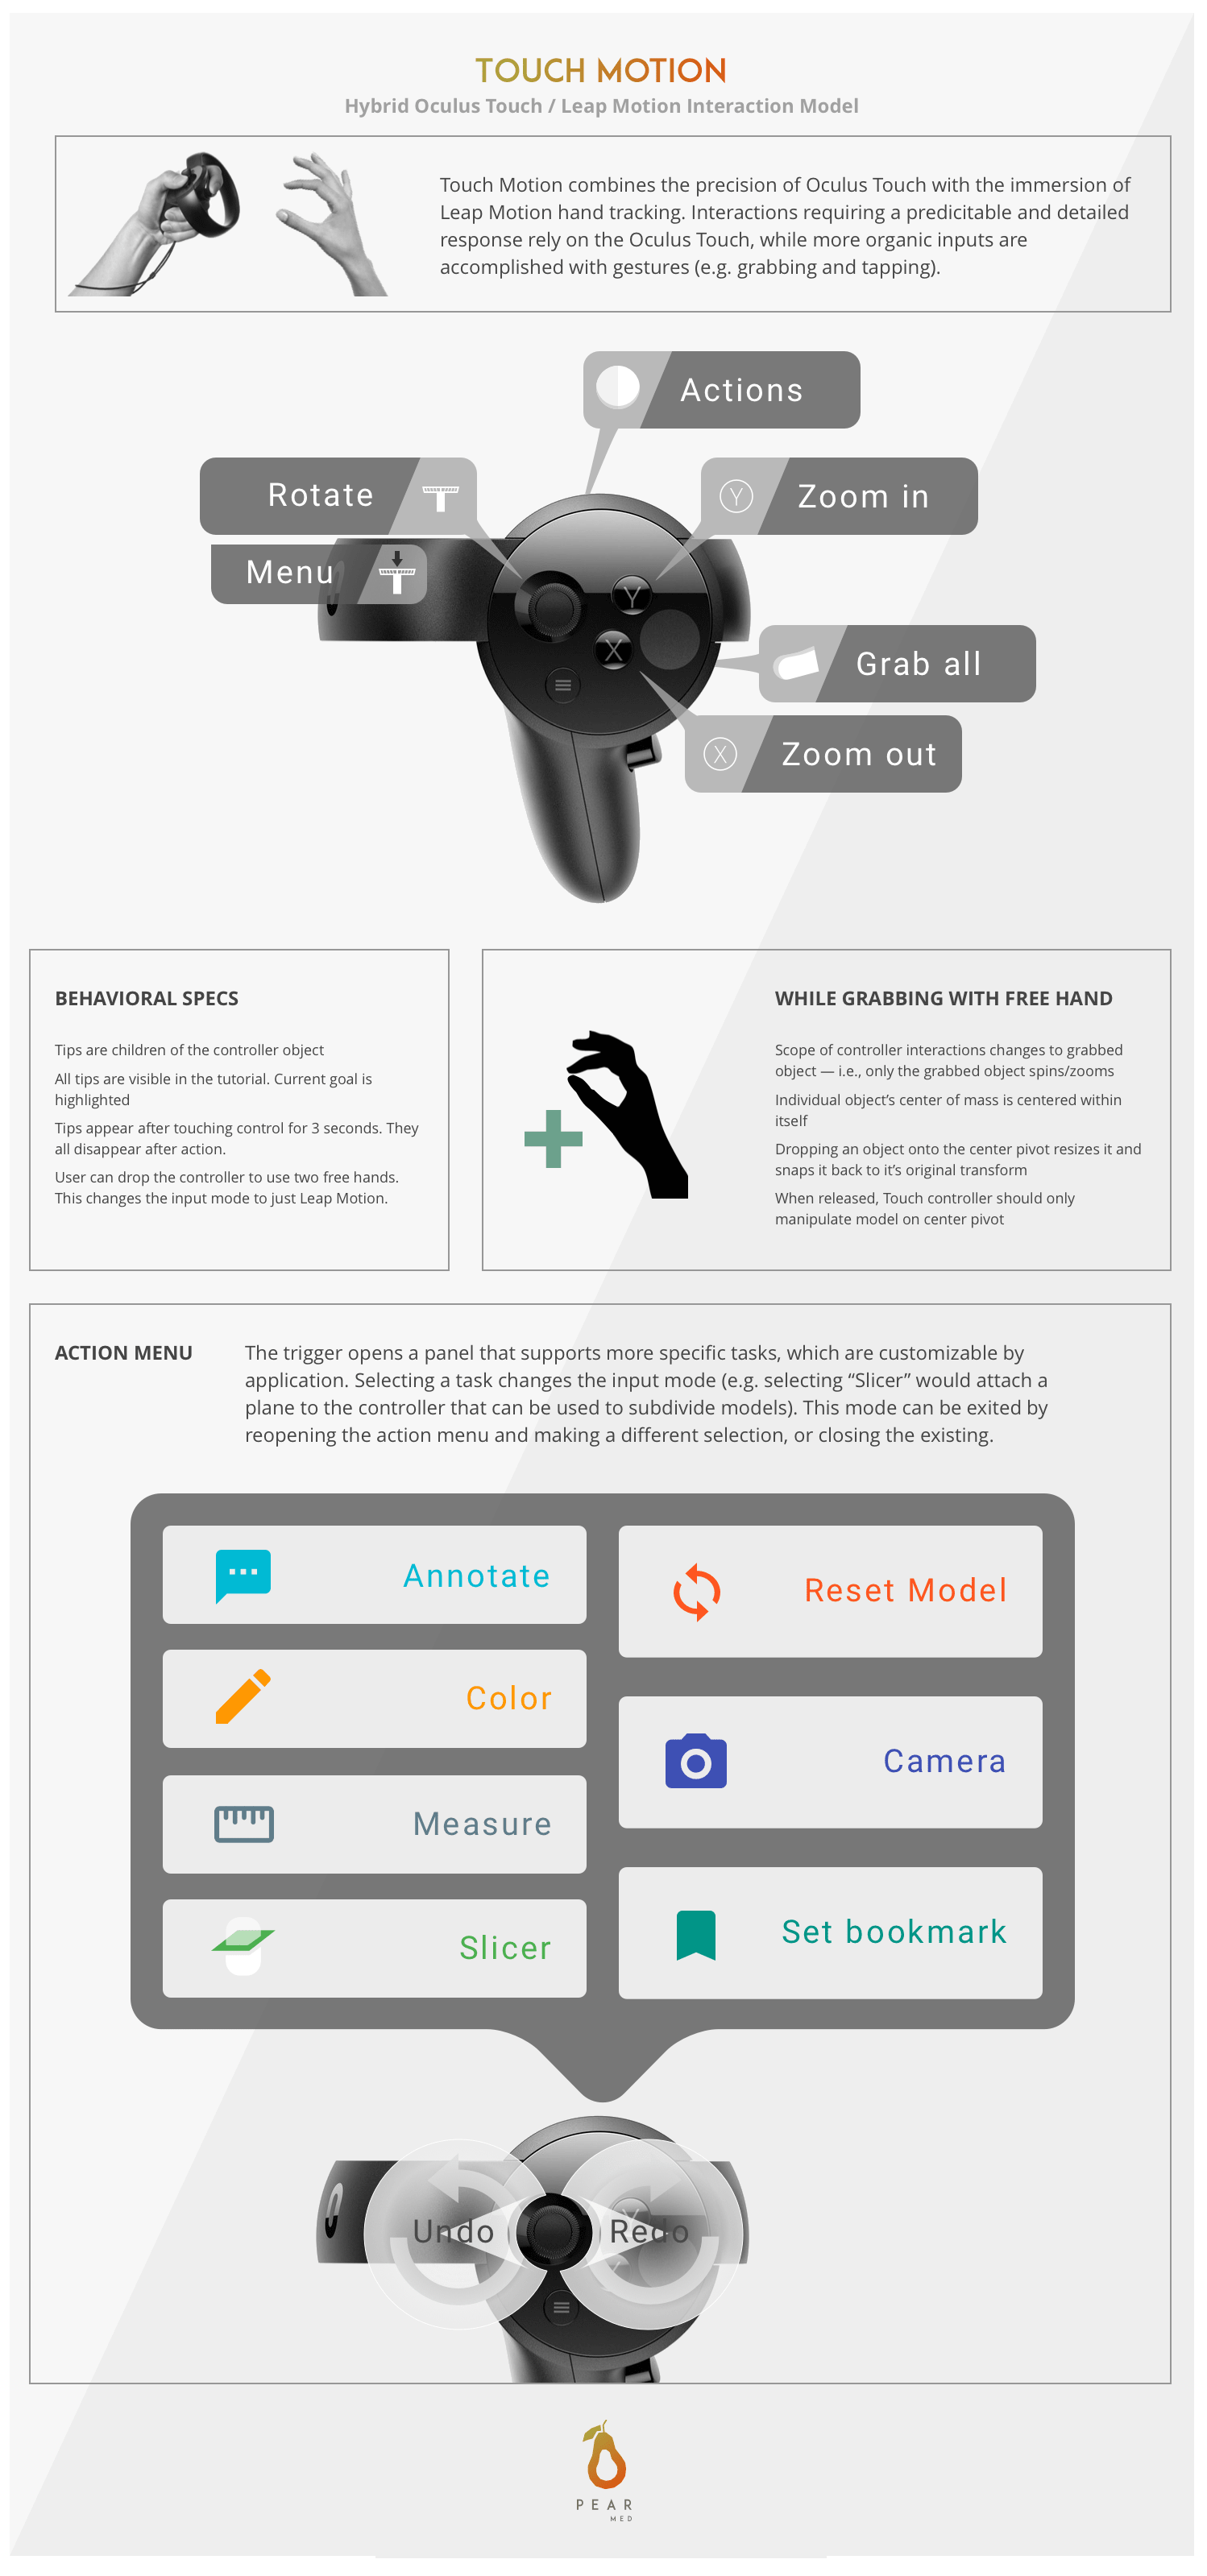 TOUCH MOTION
Hybrid Oculus Touch / Leap Motion Interaction Model
Touch Motion combines the precision of Oculus Touch with the immersion of
Leap Motion hand tracking. Interactions requiring a predicitable and detailed
response rely on the Oculus Touch, while more organic inputs are
accomplished with gestures (e.g. grabbing and tapping).
Actions
Rotate
Y Zoom in
Menu
Y
X
Grab all
X Zoom out
BEHAVIORAL SPECS
Tips are children of the controller object
All tips are visible in the tutorial. Current goal is
highlighted
Tips appear after touching control for 3 seconds. They
all disappear after action.
User can drop the controller to use two free hands.
This changes the input mode to just Leap Motion.
WHILE GRABBING WITH FREE HAND
Scope of controller interactions changes to grabbed
object — i.e., only the grabbed object spins/zooms
Individual object’s center of mass is centered within
itself
Dropping an object onto the center pivot resizes it and
snaps it back to it’s original transform
When released, Touch controller should only
manipulate model on center pivot
ACTION MENU
The trigger opens a panel that supports more specific tasks, which are customizable by
application. Selecting a task changes the input mode (e.g. selecting “Slicer” would attach a
plane to the controller that can be used to subdivide models). This mode can be exited by
reopening the action menu and making a different selection, or closing the existing.
Annotate
Color
Measure
Slicer
Reset Model
Camera
Set bookmark
Undo
Redo
Y
PEAR
MED